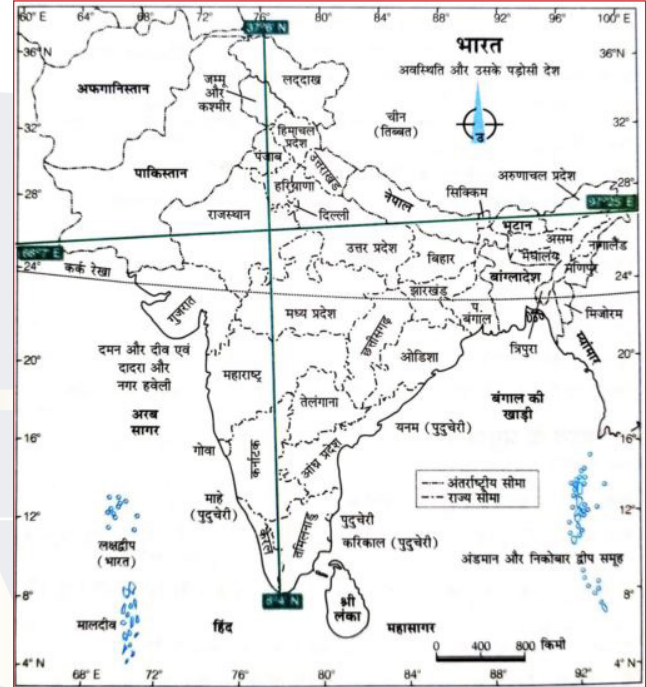 60° E 64° 68° 72° 76° 80° 84° 88° 92° 96° 100° E
37°6' N
36°N
36°N
भारत
अवस्थिति और उसके पड़ोसी देश
अफगानिस्तान
जम्मू
और
कश्मीर
लद्दाख
चीन
(तिब्बत)
उ
32°
32°
हिमाचल
प्रदेश
पंजाब
उत्तराखंड
पाकिस्तान
हरियाणा
अरुणाचल प्रदेश
28°
28°
नेपाल
सिक्किम
राजस्थान
दिल्ली
97°25' E
भूटान
असम
नागालैंड
68°7' E
उत्तर प्रदेश
बिहार
मेघालय
मणिपुर
24°
24°
कर्क रेखा
बांग्लादेश
झारखंड
गुजरात
मध्य प्रदेश
प.
बंगाल
मिजोरम
छत्तीसगढ़
त्रिपुरा
म्यांमार
20°
20°
दमन और दीव एवं
दादरा और
नगर हवेली
महाराष्ट्र
ओडिशा
तेलंगाना
बंगाल की
खाड़ी
अरब
सागर
यनम (पुदुचेरी)
16°
16°
गोवा
कर्नाटक
आंध्र प्रदेश
अंतर्राष्ट्रीय सीमा
राज्य सीमा
माहे
(पुदुचेरी)
12°
12°
पुदुचेरी
केरल
तमिलनाडु
करिकाल (पुदुचेरी)
लक्षद्वीप
(भारत)
अंडमान और निकोबार द्वीप समूह
8°
8°
8°4' N
श्री
लंका
मालदीव
हिंद
महासागर
0 400 800 किमी
4° N
4° N
68° E 72° 76° 80° 84° 88° 92°